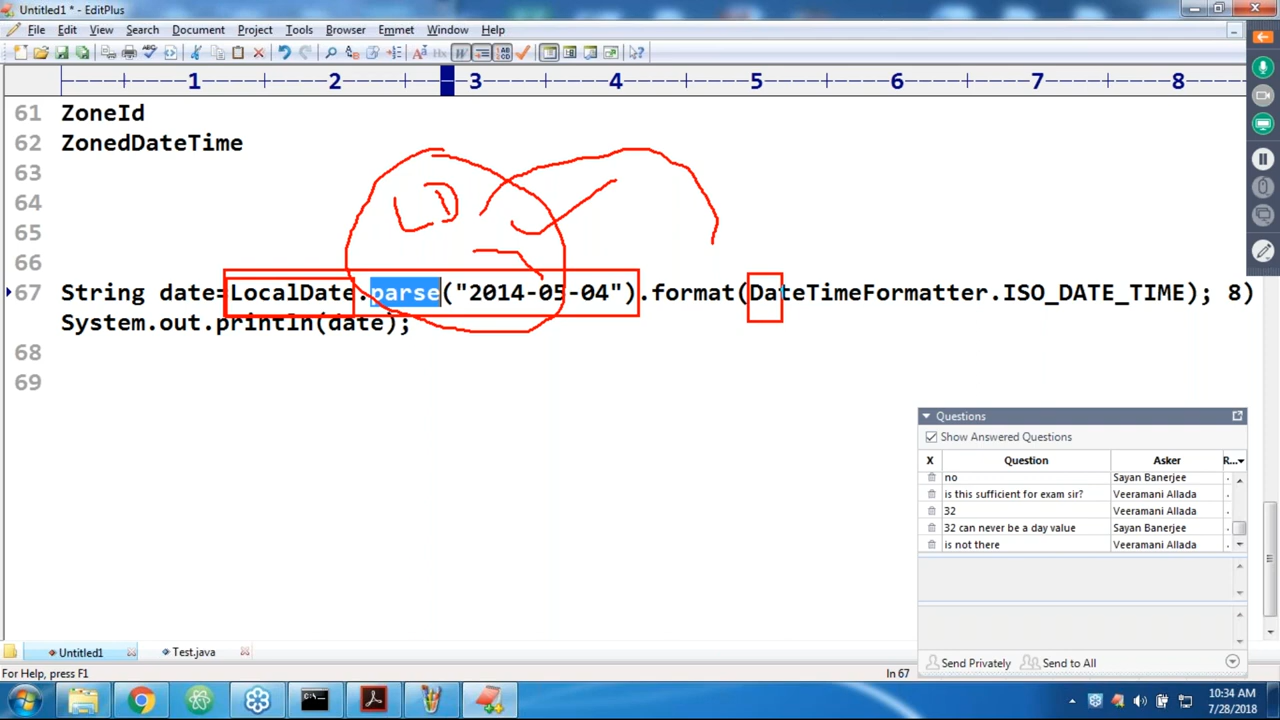 Untitled1 * - EditPlus
File Edit View Search Document Project Tools Browser Emmet Window Help
1 2 3 4 5 6 7 8
61 ZoneId
62 ZonedDateTime
63
64
65
66
67 String date=LocalDate.parse("2014-05-04").format(DateTimeFormatter.ISO_DATE_TIME); 8)
System.out.println(date);
68
69
LD
Questions
Show Answered Questions
X Question Asker R...
no Sayan Banerjee
is this sufficient for exam sir? Veeramani Allada
32 Veeramani Allada
32 can never be a day value Sayan Banerjee
is not there Veeramani Allada
Send Privately Send to All
Untitled1 Test.java
For Help, press F1 ln 67
10:34 AM
7/28/2018